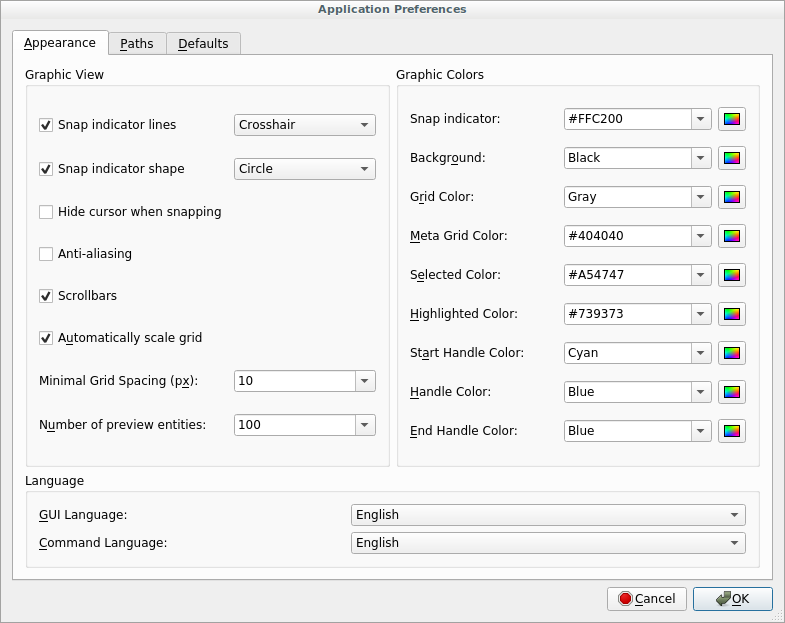 Application Preferences
Appearance Paths Defaults
Graphic View
Snap indicator lines Crosshair
Snap indicator shape Circle
Hide cursor when snapping
Anti-aliasing
Scrollbars
Automatically scale grid
Minimal Grid Spacing (px): 10
Number of preview entities: 100
Graphic Colors
Snap indicator: #FFC200
Background: Black
Grid Color: Gray
Meta Grid Color: #404040
Selected Color: #A54747
Highlighted Color: #739373
Start Handle Color: Cyan
Handle Color: Blue
End Handle Color: Blue
Language
GUI Language: English
Command Language: English
Cancel OK